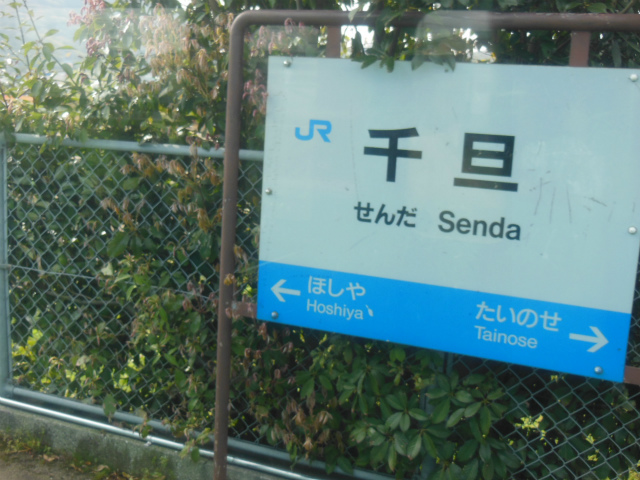 JR
千旦
せんだ Senda
← ほしや
Hoshiya
たいのせ →
Tainose